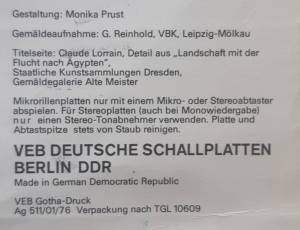 Gestaltung: Monika Prust
Gemäldeaufnahme: G. Reinhold, VBK, Leipzig-Mölkau
Titelseite: Claude Lorrain, Detail aus „Landschaft mit der
Flucht nach Ägypten“,
Staatliche Kunstsammlungen Dresden,
Gemäldegalerie Alte Meister
Mikrorillenplatten nur mit einem Mikro- oder Stereoabtaster
abspielen. Für Stereoplatten (auch bei Monowiedergabe)
nur einen Stereo-Tonabnehmer verwenden. Platte und
Abtastspitze stets von Staub reinigen.
VEB DEUTSCHE SCHALLPLATTEN
BERLIN DDR
Made in German Democratic Republic
VEB Gotha-Druck
Ag 511/01/76 Verpackung nach TGL 10609